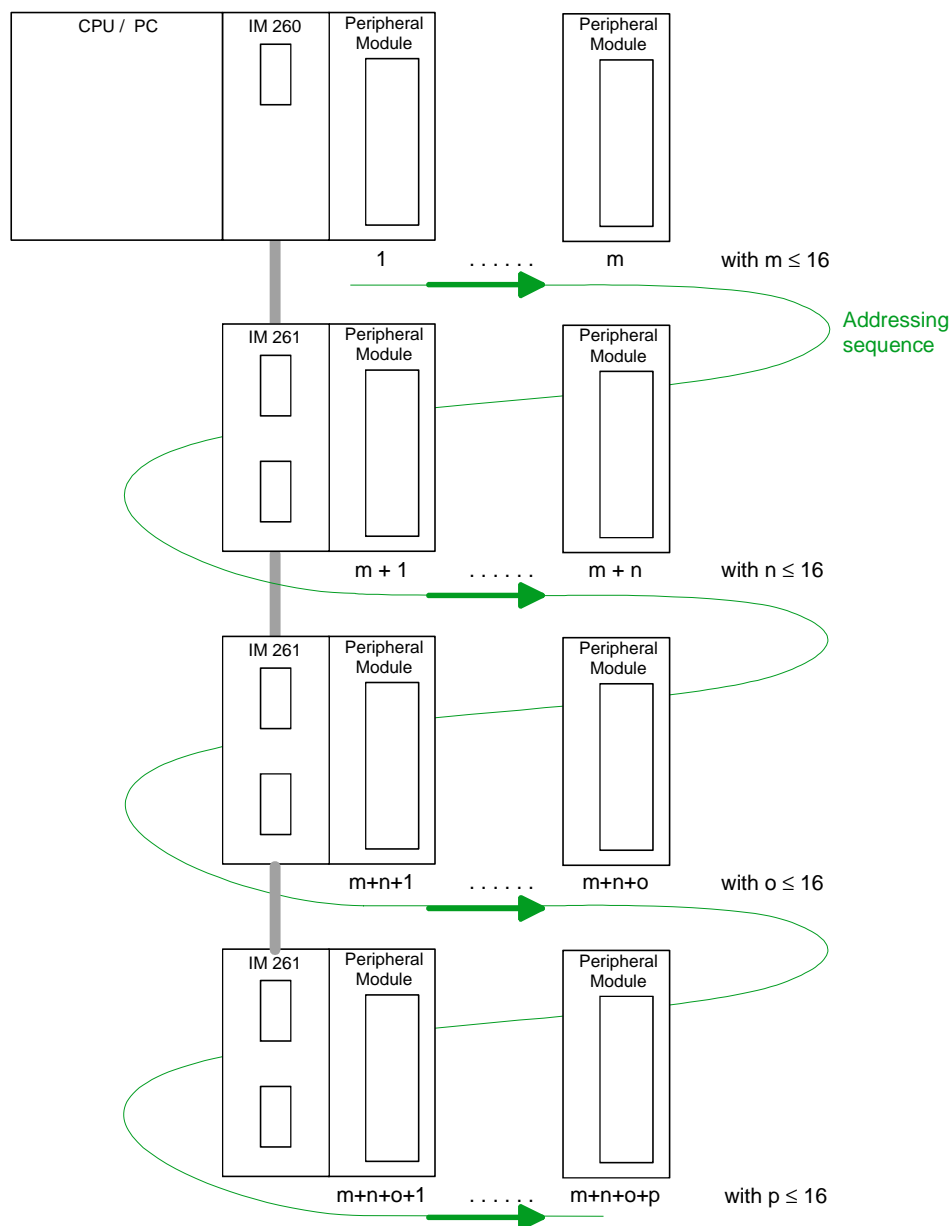 CPU / PC
IM 260
Peripheral
Module
Peripheral
Module
1 . . . . . . m with m ≤ 16
Addressing
sequence
IM 261
Peripheral
Module
Peripheral
Module
m + 1 . . . . . . m + n with n ≤ 16
IM 261
Peripheral
Module
Peripheral
Module
m+n+1 . . . . . . m+n+o with o ≤ 16
IM 261
Peripheral
Module
Peripheral
Module
m+n+o+1 . . . . . . m+n+o+p with p ≤ 16